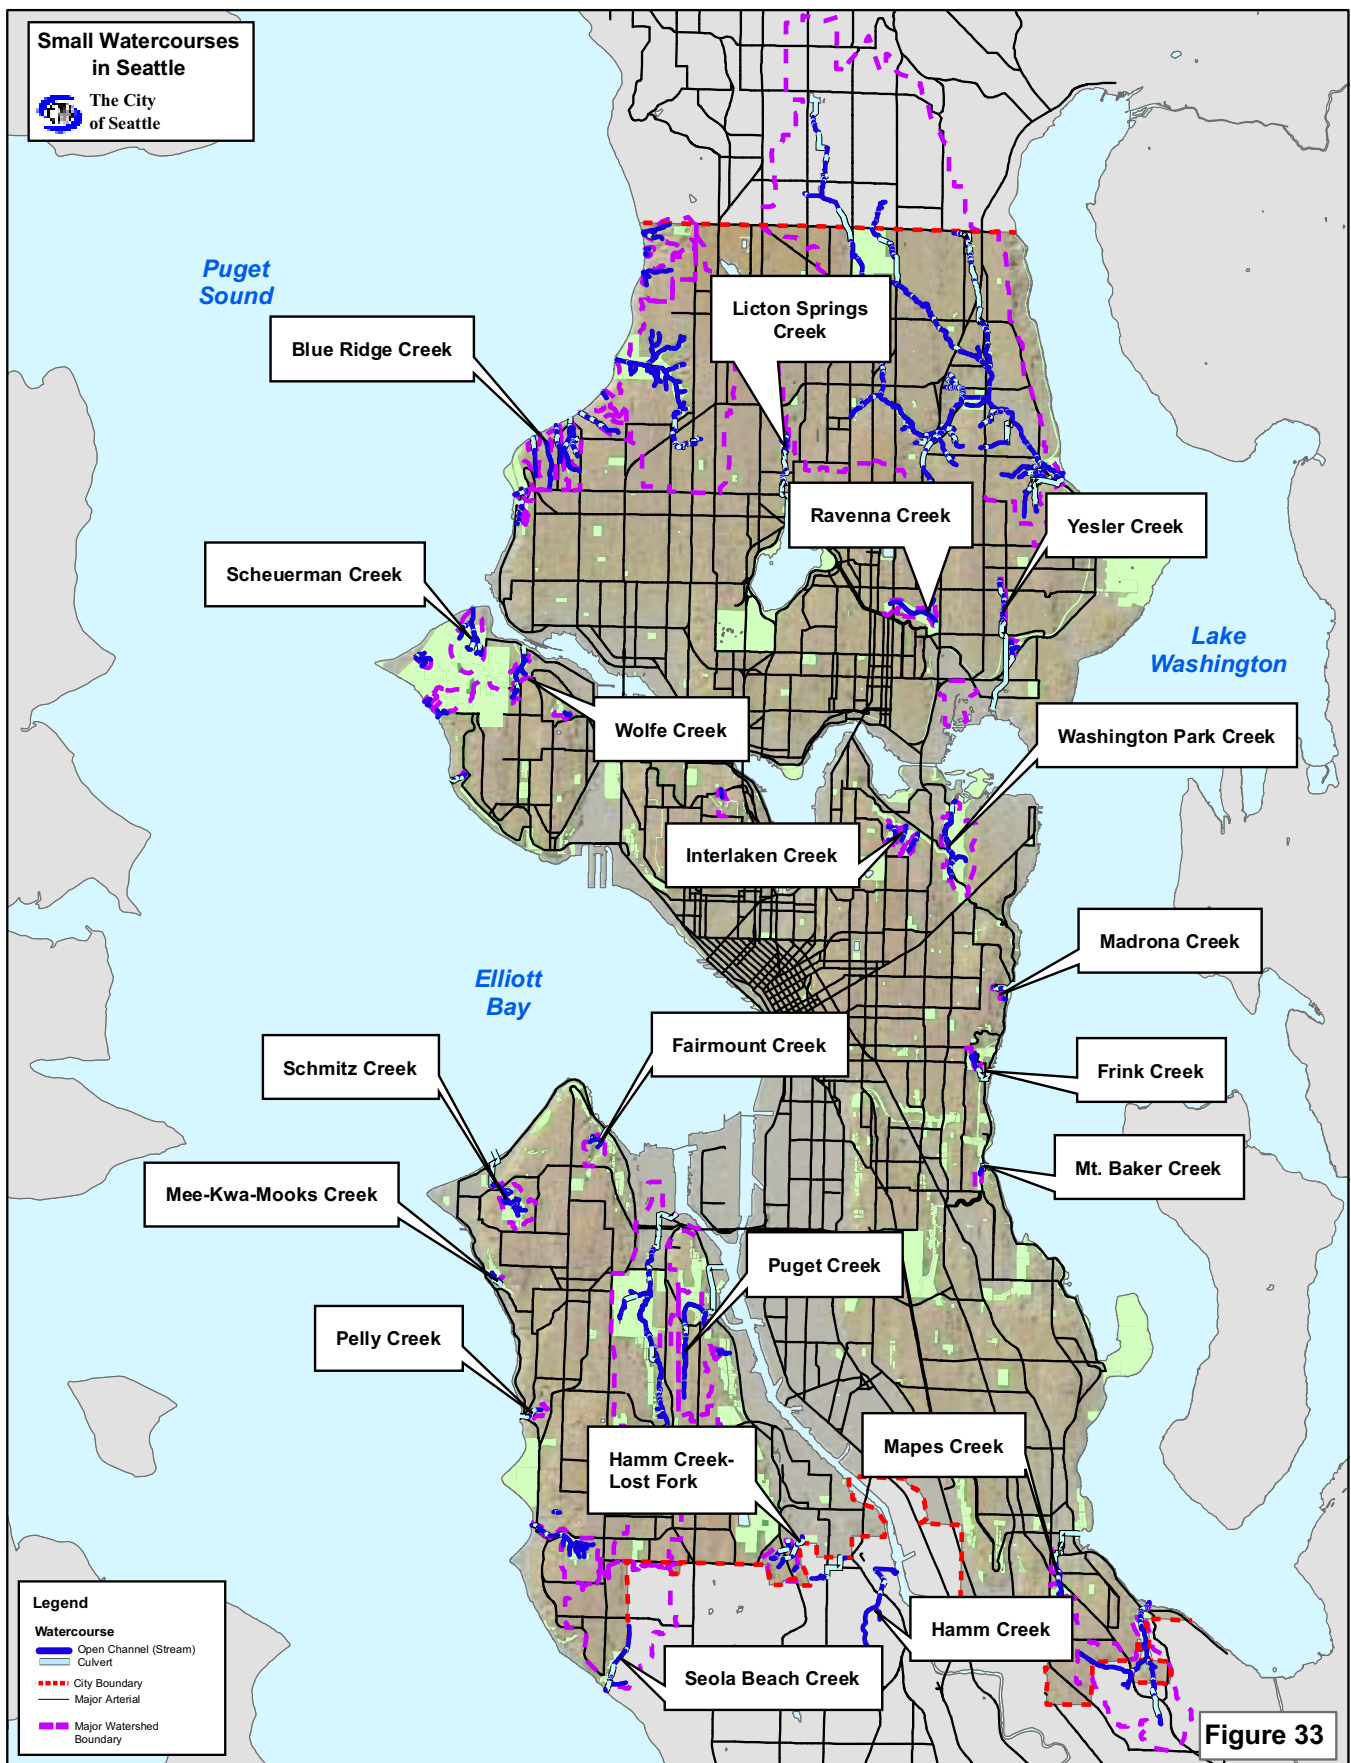 Small Watercourses
in Seattle
The City
of Seattle
Puget
Sound
Licton Springs
Creek
Blue Ridge Creek
Ravenna Creek
Yesler Creek
Scheuerman Creek
Lake
Washington
Wolfe Creek
Washington Park Creek
Interlaken Creek
Madrona Creek
Elliott
Bay
Fairmount Creek
Schmitz Creek
Frink Creek
Mt. Baker Creek
Mee-Kwa-Mooks Creek
Puget Creek
Pelly Creek
Mapes Creek
Hamm Creek-
Lost Fork
Hamm Creek
Seola Beach Creek
Legend
Watercourse
Open Channel (Stream)
Culvert
City Boundary
Major Arterial
Major Watershed
Boundary
Figure 33